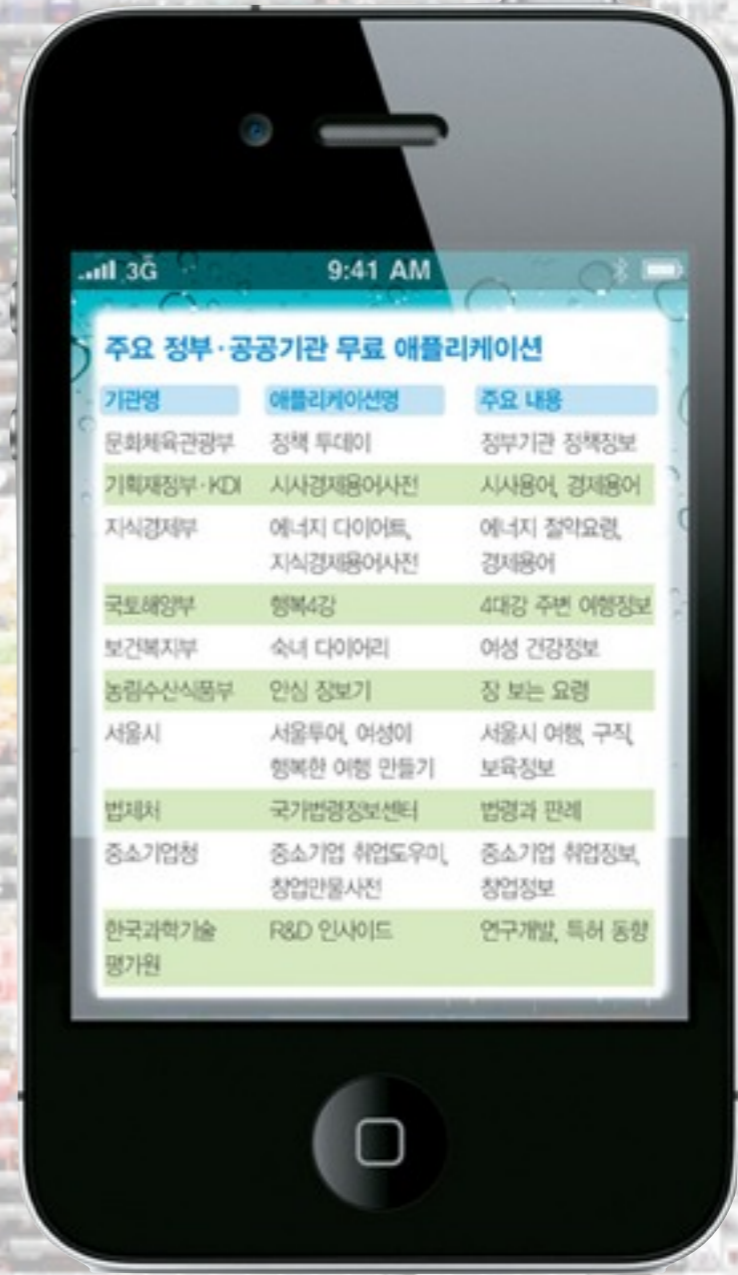 3G 9:41 AM
주요 정부·공공기관 무료 애플리케이션
기관명 애플리케이션명 주요 내용
문화체육관광부 정책 투데이 정부기관 정책정보
기획재정부·KDI 시사경제용어사전 시사용어, 경제용어
지식경제부 에너지 다이어트, 에너지 절약요령,
지식경제용어사전 경제용어
국토해양부 행복4강 4대강 주변 여행정보
보건복지부 숙녀 다이어리 여성 건강정보
농림수산식품부 안심 장보기 장 보는 요령
서울시 서울투어, 여성이 서울시 여행, 구직,
행복한 여행 만들기 보육정보
법제처 국가법령정보센터 법령과 판례
중소기업청 중소기업 취업도우미, 중소기업 취업정보,
창업만물사전 창업정보
한국과학기술 R&D 인사이드 연구개발, 특허 동향
평가원